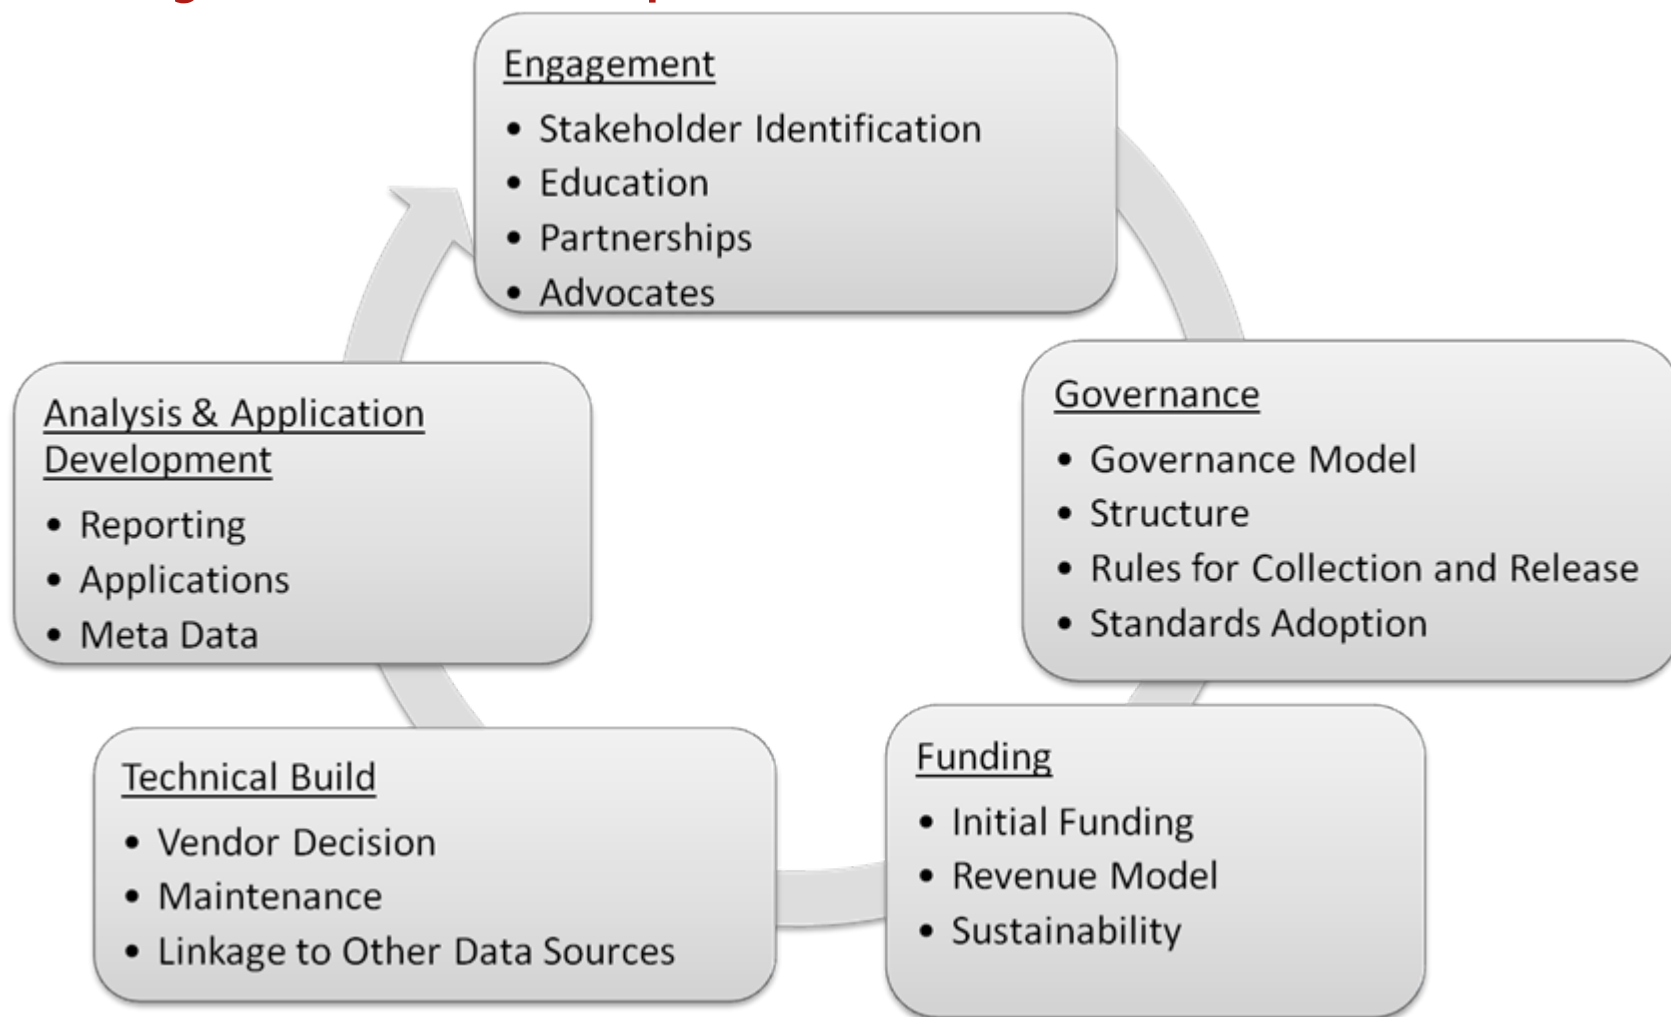 Engagement
• Stakeholder Identification
• Education
• Partnerships
• Advocates
Governance
• Governance Model
• Structure
• Rules for Collection and Release
• Standards Adoption
Funding
• Initial Funding
• Revenue Model
• Sustainability
Technical Build
• Vendor Decision
• Maintenance
• Linkage to Other Data Sources
Analysis & Application
Development
• Reporting
• Applications
• Meta Data